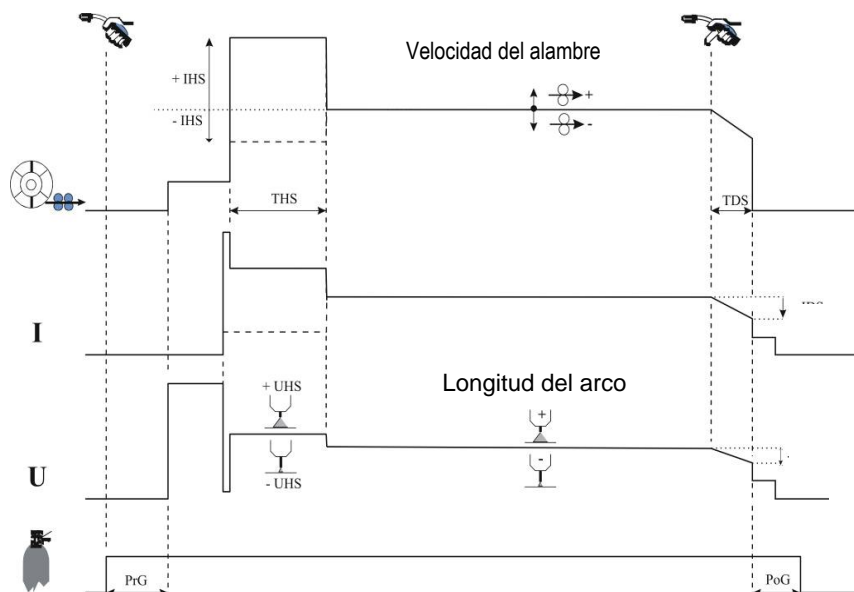 Velocidad del alambre
+ IHS
- IHS
+
-
THS
TDS
I
+ UHS
Longitud del arco
+
-
U
- UHS
PrG
PoG